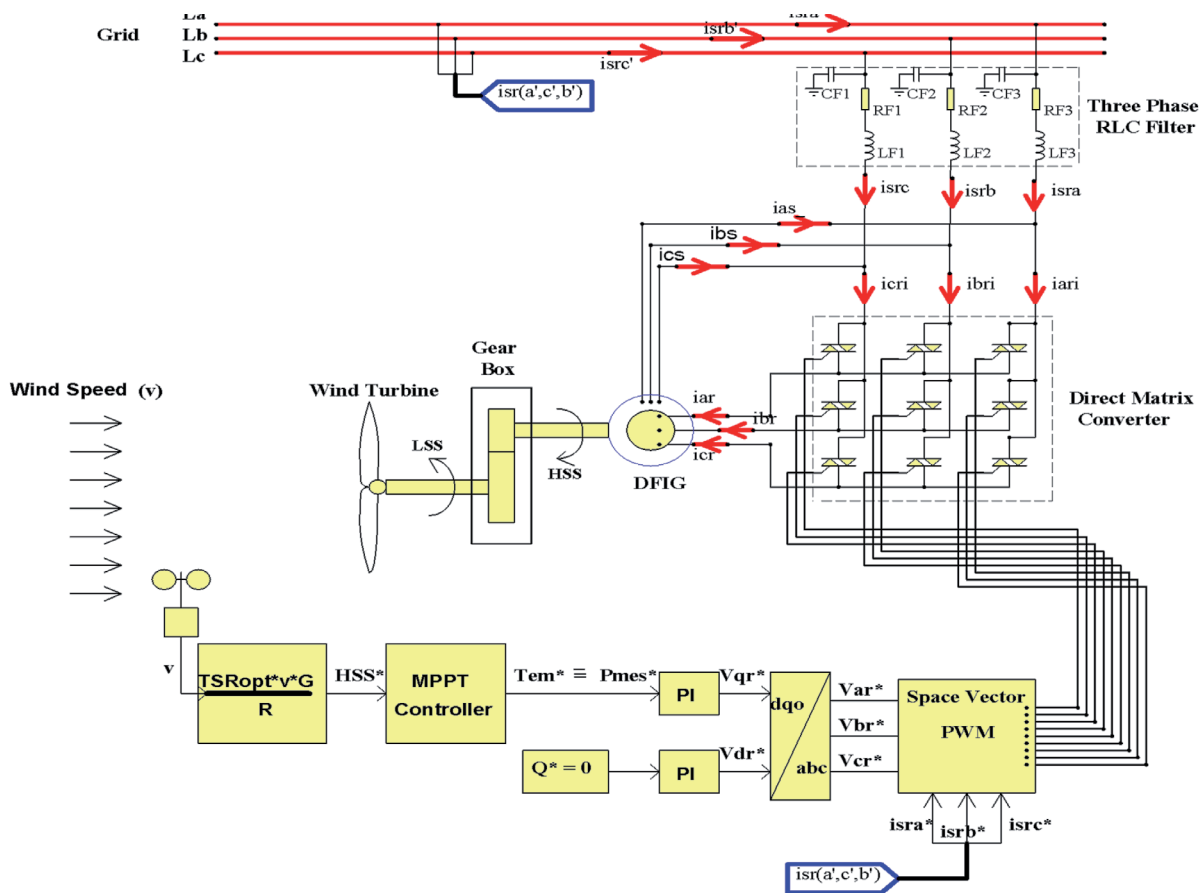 La
isra'
Grid
Lb
isrb'
Lc
isrc'
isr(a',c',b')
CF1
CF2
CF3
RF1
RF2
RF3
Three Phase
RLC Filter
LF1
LF2
LF3
isrc
isrb
isra
ias_
ibs
ics
icri
ibri
iari
Gear
Box
Wind Speed (v)
Wind Turbine
iar
ibr
icr
Direct Matrix
Converter
LSS
HSS
DFIG
v
TSRopt*v*G
R
HSS*
MPPT
Controller
Tem* ≡ Pmes*
PI
Vqr*
dqo
abc
Var*
Vbr*
Vcr*
Space Vector
PWM
Q* = 0
PI
Vdr*
isra*
isrb*
isrc*
isr(a',c',b')